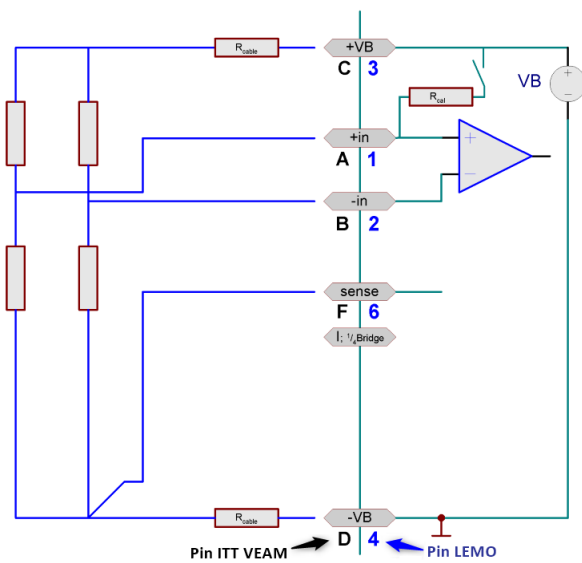 Rcable
+VB
C 3
VB
+
−
Rcal
+in
A 1
+
−
-in
B 2
sense
F 6
I; 1/4Bridge
Rcable
-VB
D 4
Pin ITT VEAM
Pin LEMO